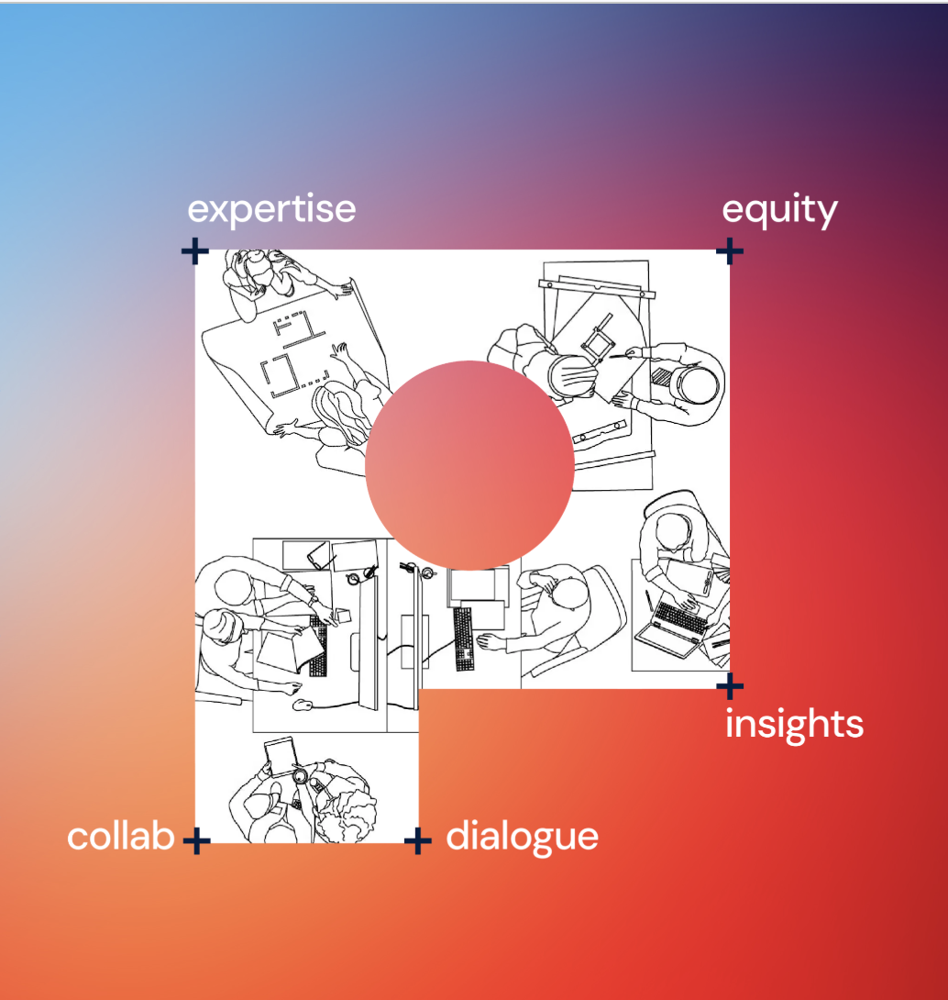 expertise
equity
insights
collab
dialogue